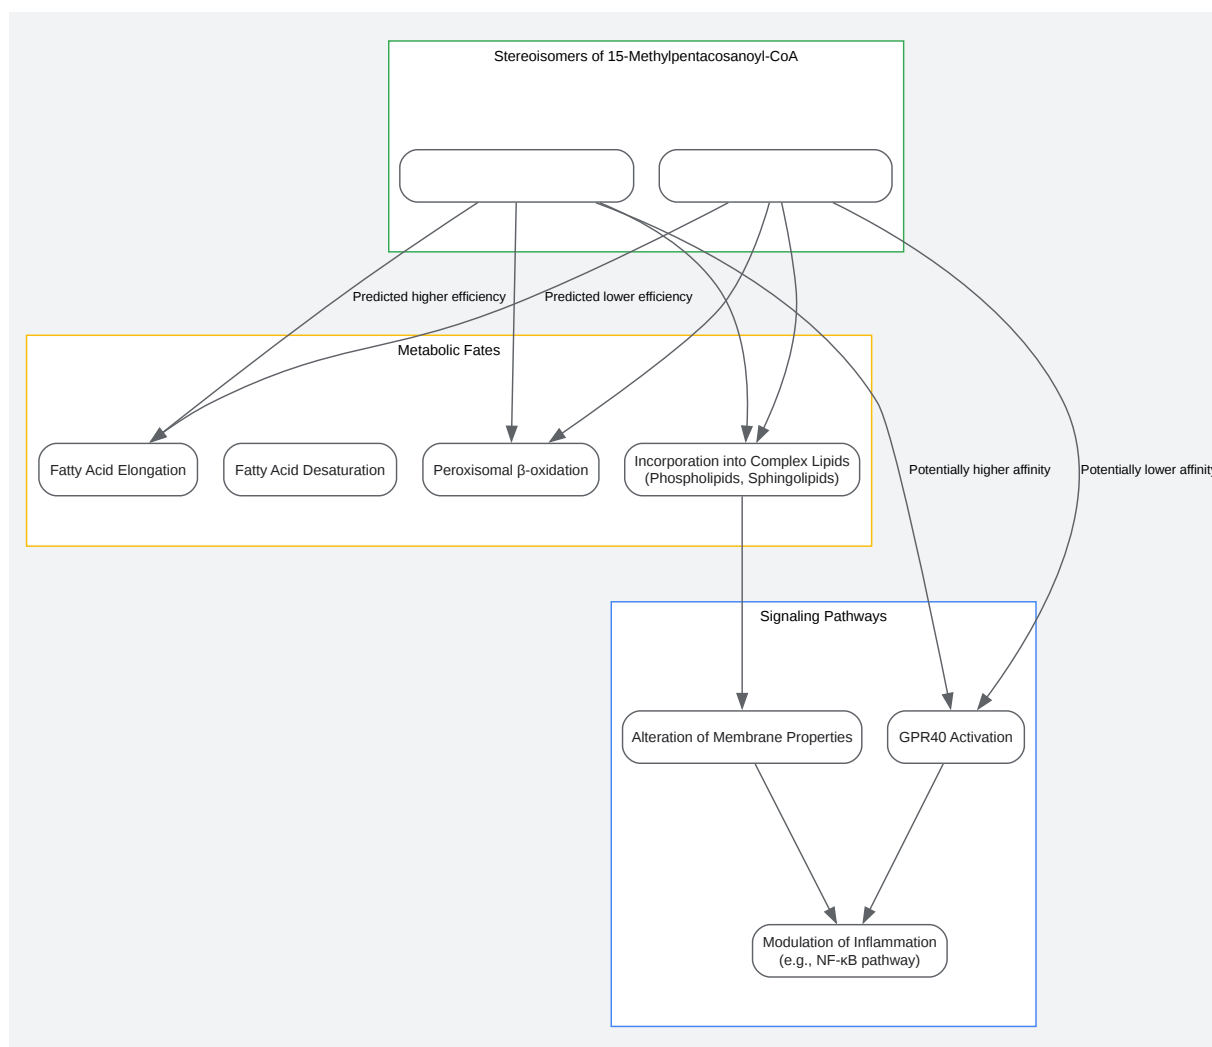 Stereoisomers of 15-Methylpentacosanoyl-CoA
Predicted higher efficiency
Predicted lower efficiency
Metabolic Fates
Fatty Acid Elongation
Fatty Acid Desaturation
Peroxisomal β-oxidation
Incorporation into Complex Lipids
(Phospholipids, Sphingolipids)
Potentially higher affinity
Potentially lower affinity
Signaling Pathways
Alteration of Membrane Properties
GPR40 Activation
Modulation of Inflammation
(e.g., NF-κB pathway)